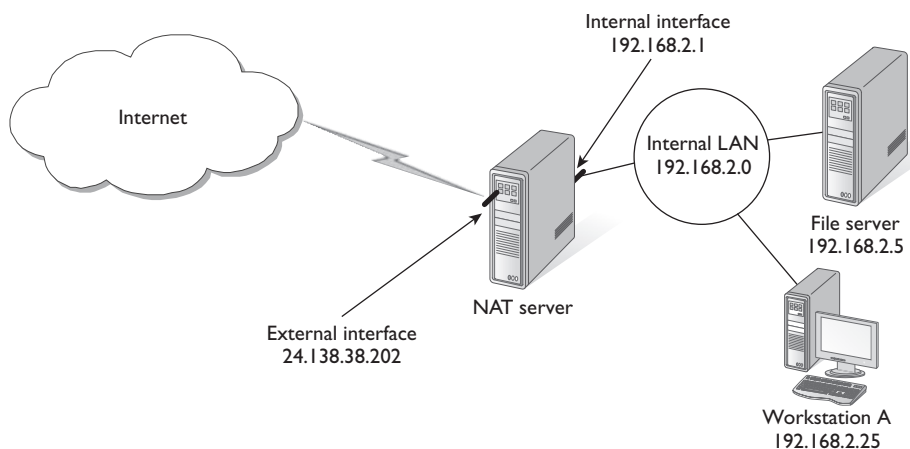 Internal interface
192.168.2.1
Internet
Internal LAN
192.168.2.0
File server
192.168.2.5
NAT server
External interface
24.138.38.202
Workstation A
192.168.2.25